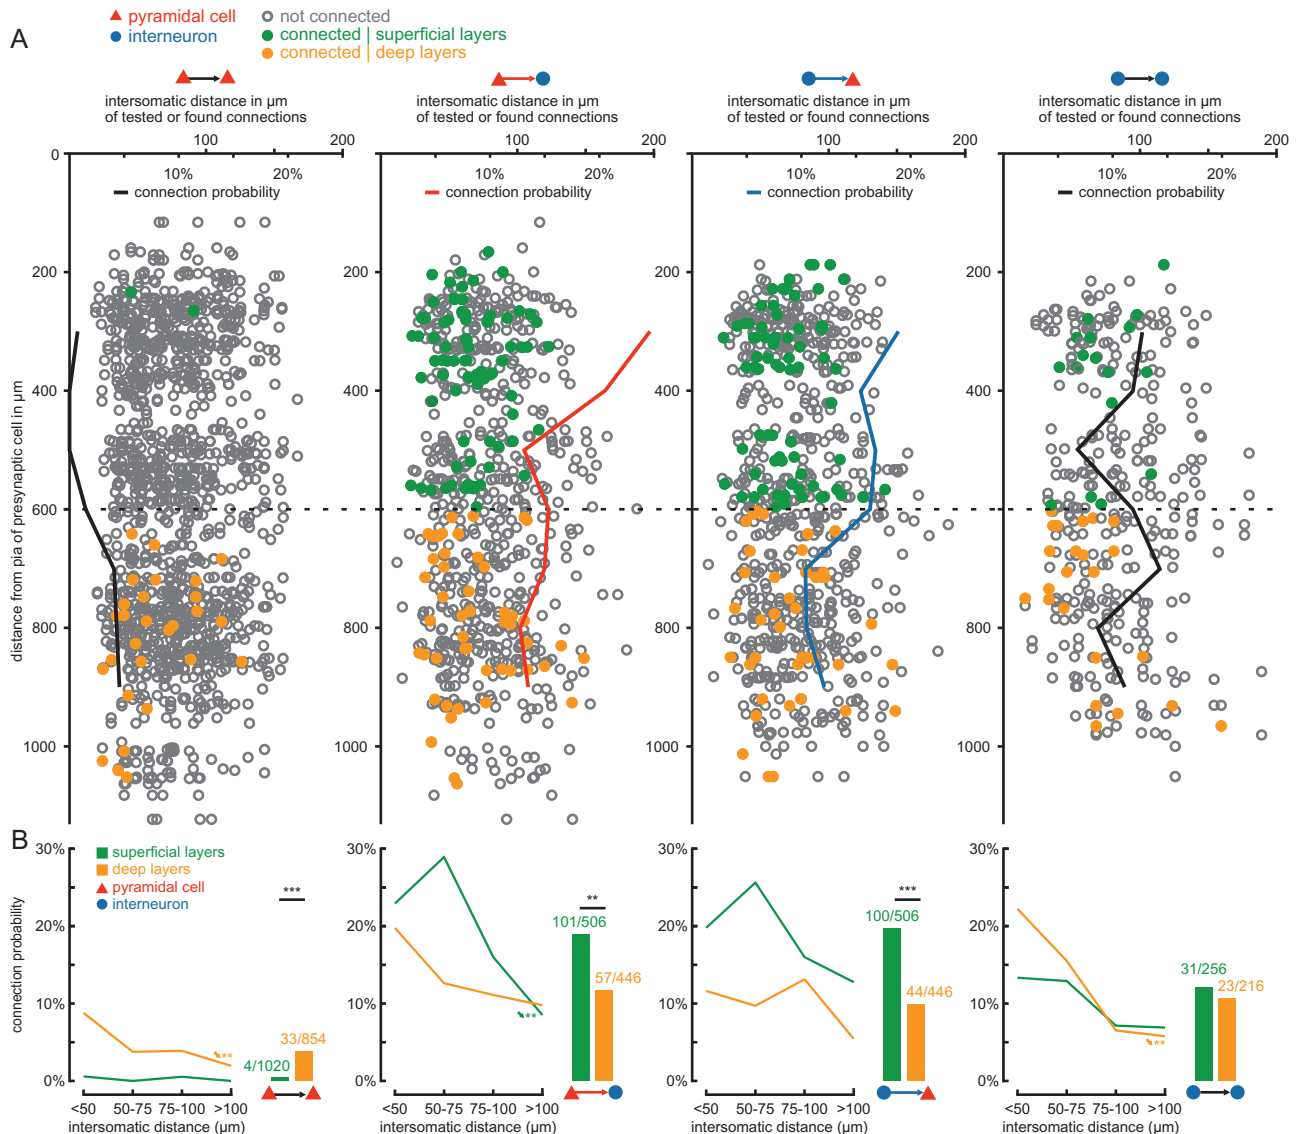 A
pyramidal cell
interneuron
not connected
connected | superficial layers
connected | deep layers
intersomatic distance in µm
of tested or found connections
100 200
10% 20%
connection probability
intersomatic distance in µm
of tested or found connections
100 200
10% 20%
connection probability
intersomatic distance in µm
of tested or found connections
100 200
10% 20%
connection probability
intersomatic distance in µm
of tested or found connections
100 200
10% 20%
connection probability
distance from pia of presynaptic cell in µm
0
200
400
600
800
1000
200
400
600
800
1000
200
400
600
800
1000
200
400
600
800
1000
B
superficial layers
deep layers
pyramidal cell
interneuron
connection probability
30%
20%
10%
0%
***
**
4/1020
33/854
<50 50-75 75-100 >100
intersomatic distance (µm)
30%
20%
10%
0%
**
**
101/506
57/446
<50 50-75 75-100 >100
intersomatic distance (µm)
30%
20%
10%
0%
***
100/506
44/446
<50 50-75 75-100 >100
intersomatic distance (µm)
30%
20%
10%
0%
**
31/256
23/216
<50 50-75 75-100 >100
intersomatic distance (µm)